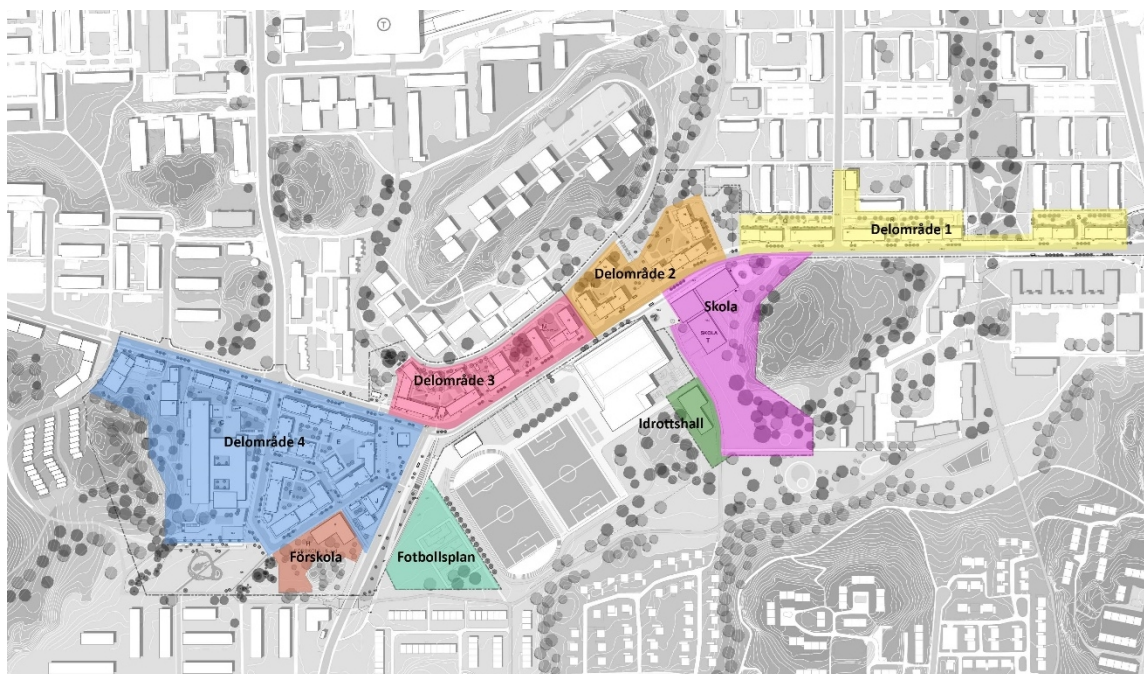 T
Delområde 1
Delområde 2
Skola
SKOLA
T
Delområde 3
Idrottshall
Delområde 4
E
Förskola
H
Fotbollsplan